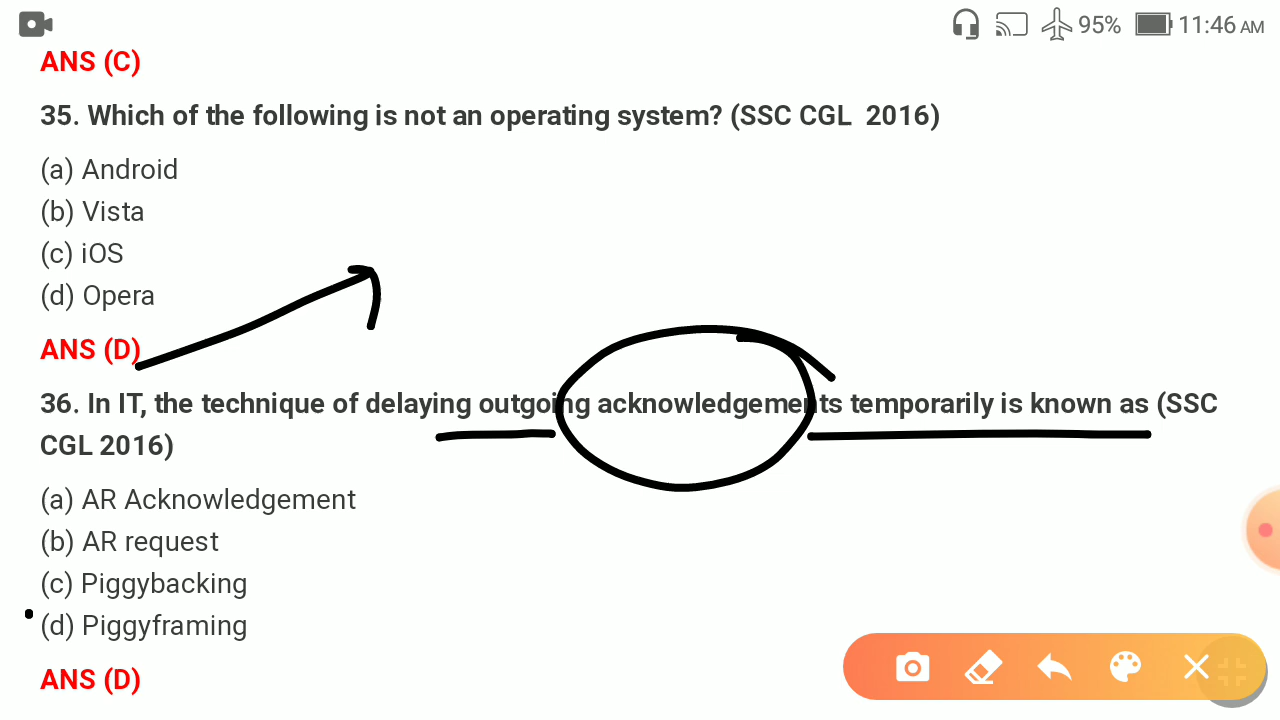 95% 11:46 AM
ANS (C)
35. Which of the following is not an operating system? (SSC CGL 2016)
(a) Android
(b) Vista
(c) iOS
(d) Opera
ANS (D)
36. In IT, the technique of delaying outgoing acknowledgements temporarily is known as (SSC
CGL 2016)
(a) AR Acknowledgement
(b) AR request
(c) Piggybacking
(d) Piggyframing
ANS (D)